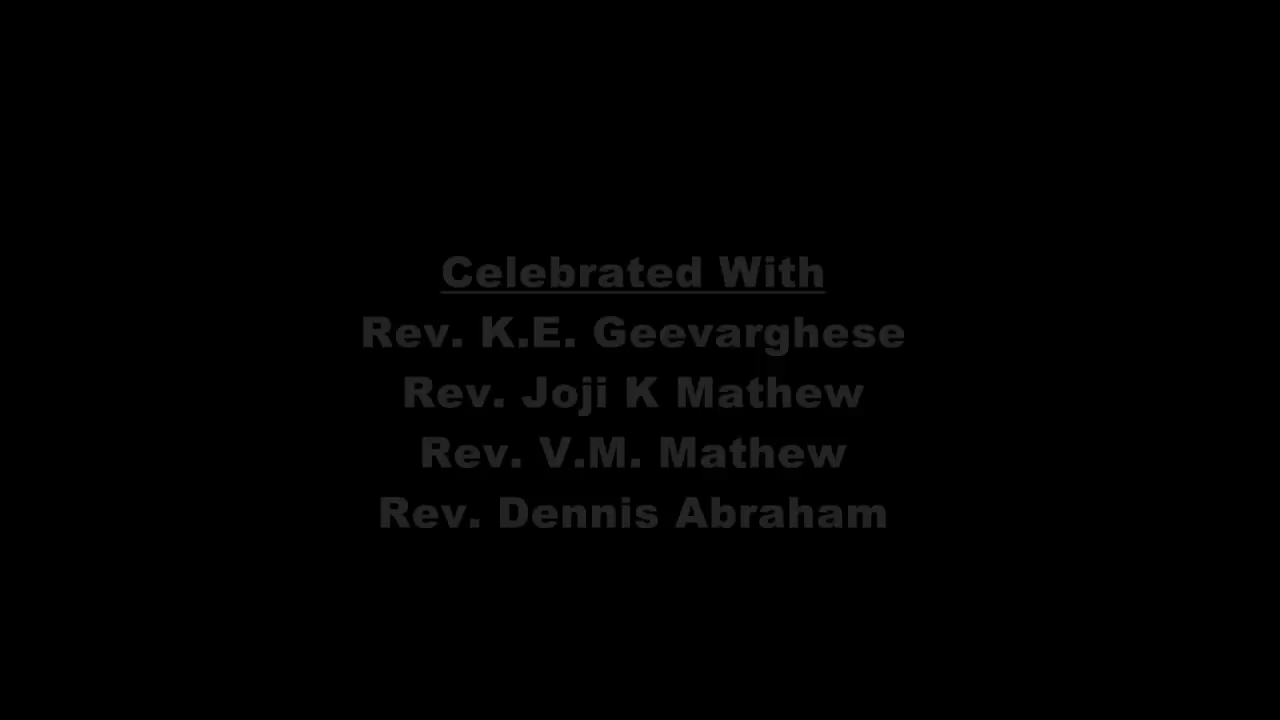 Celebrated With
Rev. K.E. Geevarghese
Rev. Joji K Mathew
Rev. V.M. Mathew
Rev. Dennis Abraham